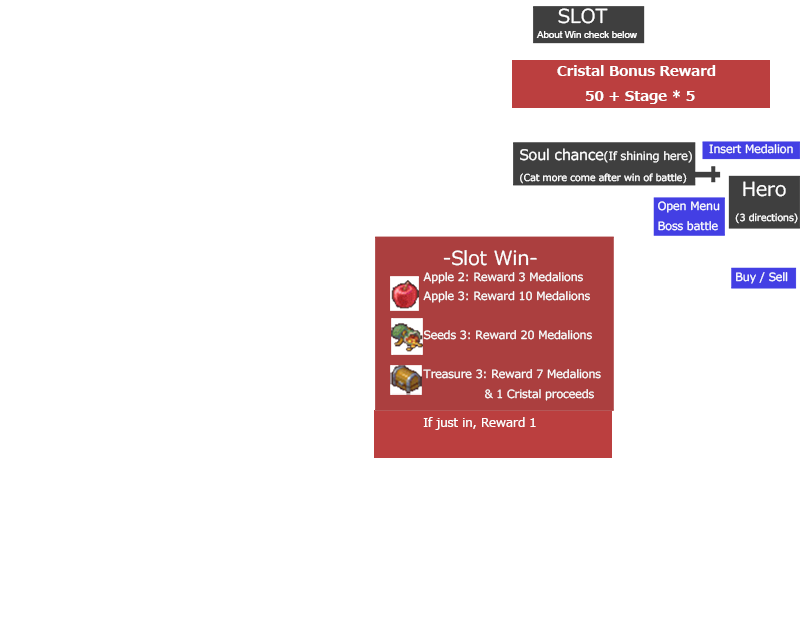 SLOT
About Win check below
Cristal Bonus Reward
50 + Stage * 5
Soul chance(If shining here)
(Cat more come after win of battle)
Insert Medalion
Hero
(3 directions)
Open Menu
Boss battle
Buy / Sell
-Slot Win-
Apple 2: Reward 3 Medalions
Apple 3: Reward 10 Medalions
Seeds 3: Reward 20 Medalions
Treasure 3: Reward 7 Medalions
& 1 Cristal proceeds
If just in, Reward 1